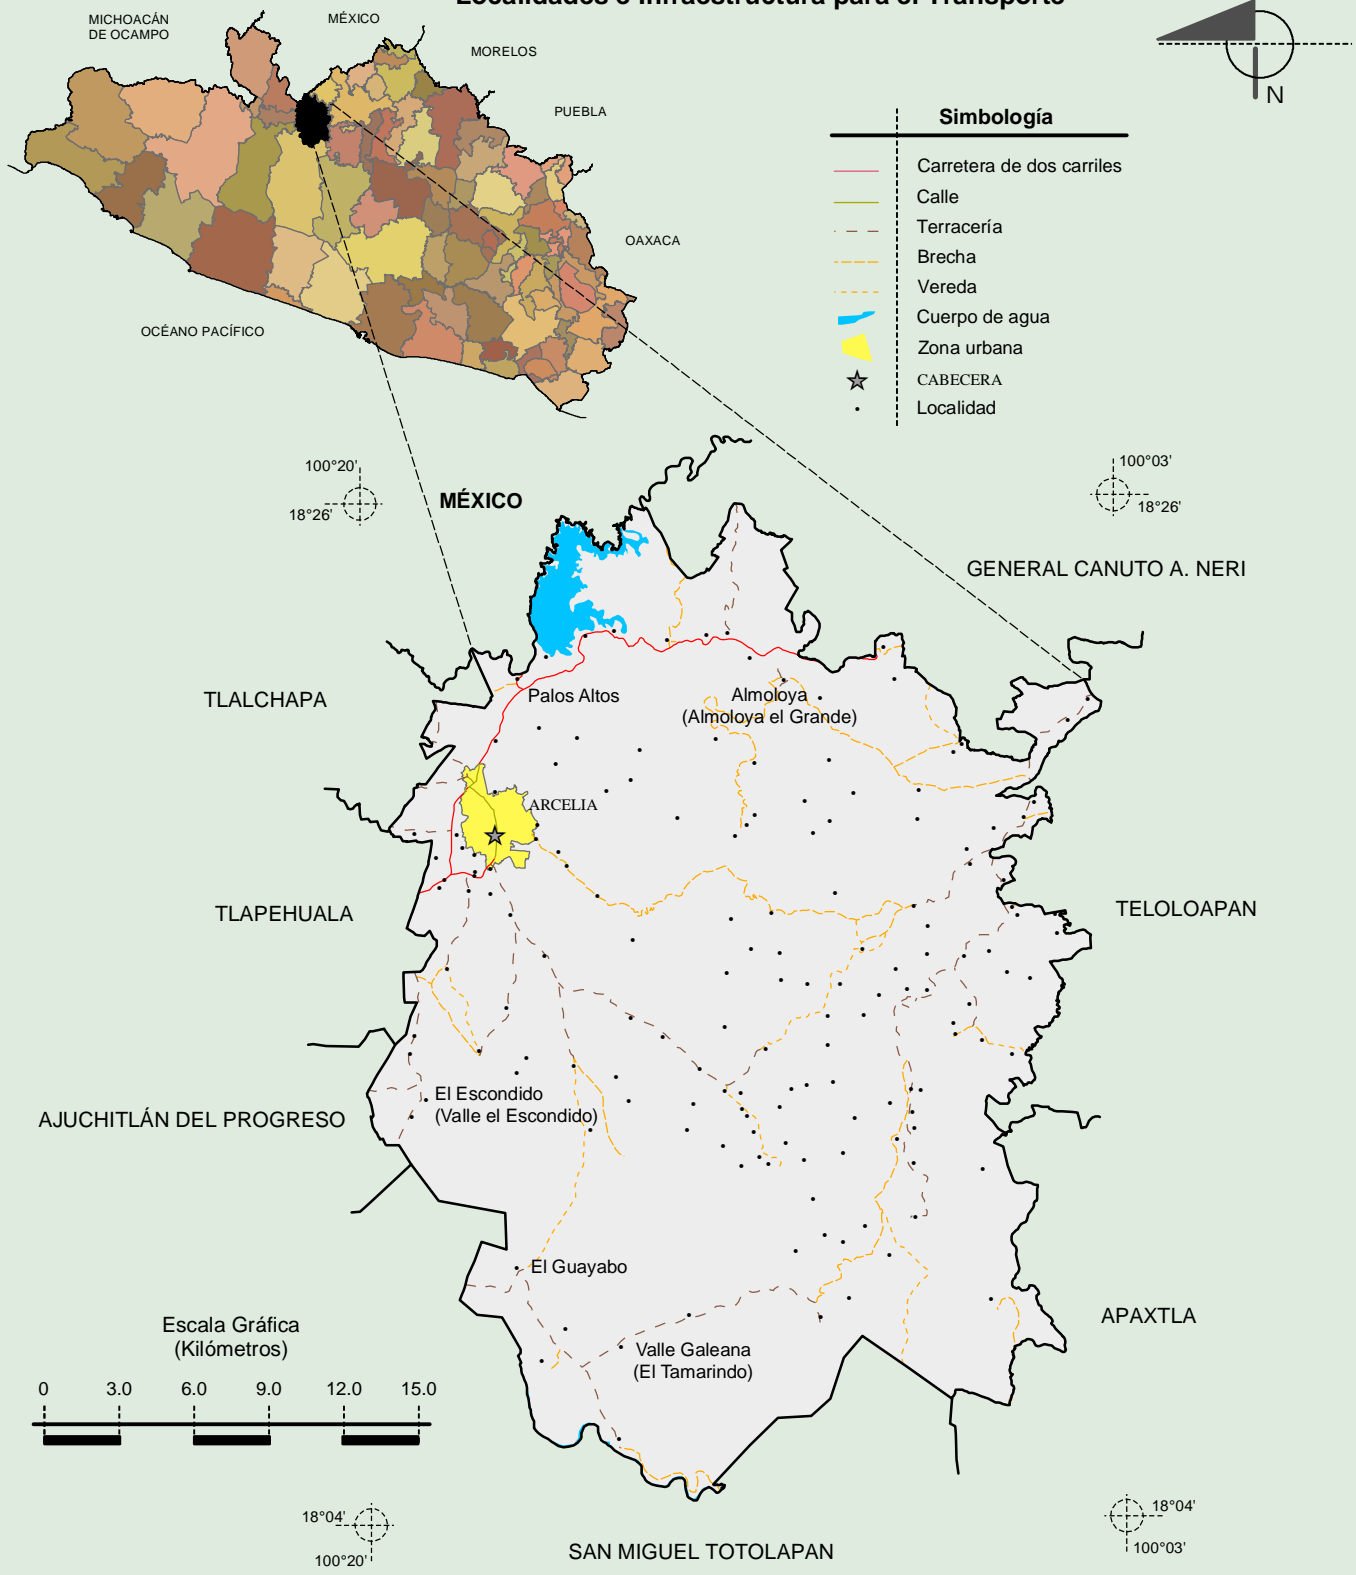 Localidades e Infraestructura para el Transporte
MICHOACÁN
DE OCAMPO
MÉXICO
MORELOS
PUEBLA
OAXACA
OCÉANO PACÍFICO
N
Simbología
Carretera de dos carriles
Calle
Terracería
Brecha
Vereda
Cuerpo de agua
Zona urbana
CABECERA
Localidad
100°20'
18°26'
100°03'
18°26'
MÉXICO
GENERAL CANUTO A. NERI
TLALCHAPA
Palos Altos
Almoloya
(Almoloya el Grande)
ARCELIA
TLAPEHUALA
TELOLOAPAN
El Escondido
(Valle el Escondido)
AJUCHITLÁN DEL PROGRESO
El Guayabo
APAXTLA
Escala Gráfica
(Kilómetros)
Valle Galeana
(El Tamarindo)
0 3.0 6.0 9.0 12.0 15.0
18°04'
100°20'
18°04'
100°03'
SAN MIGUEL TOTOLAPAN